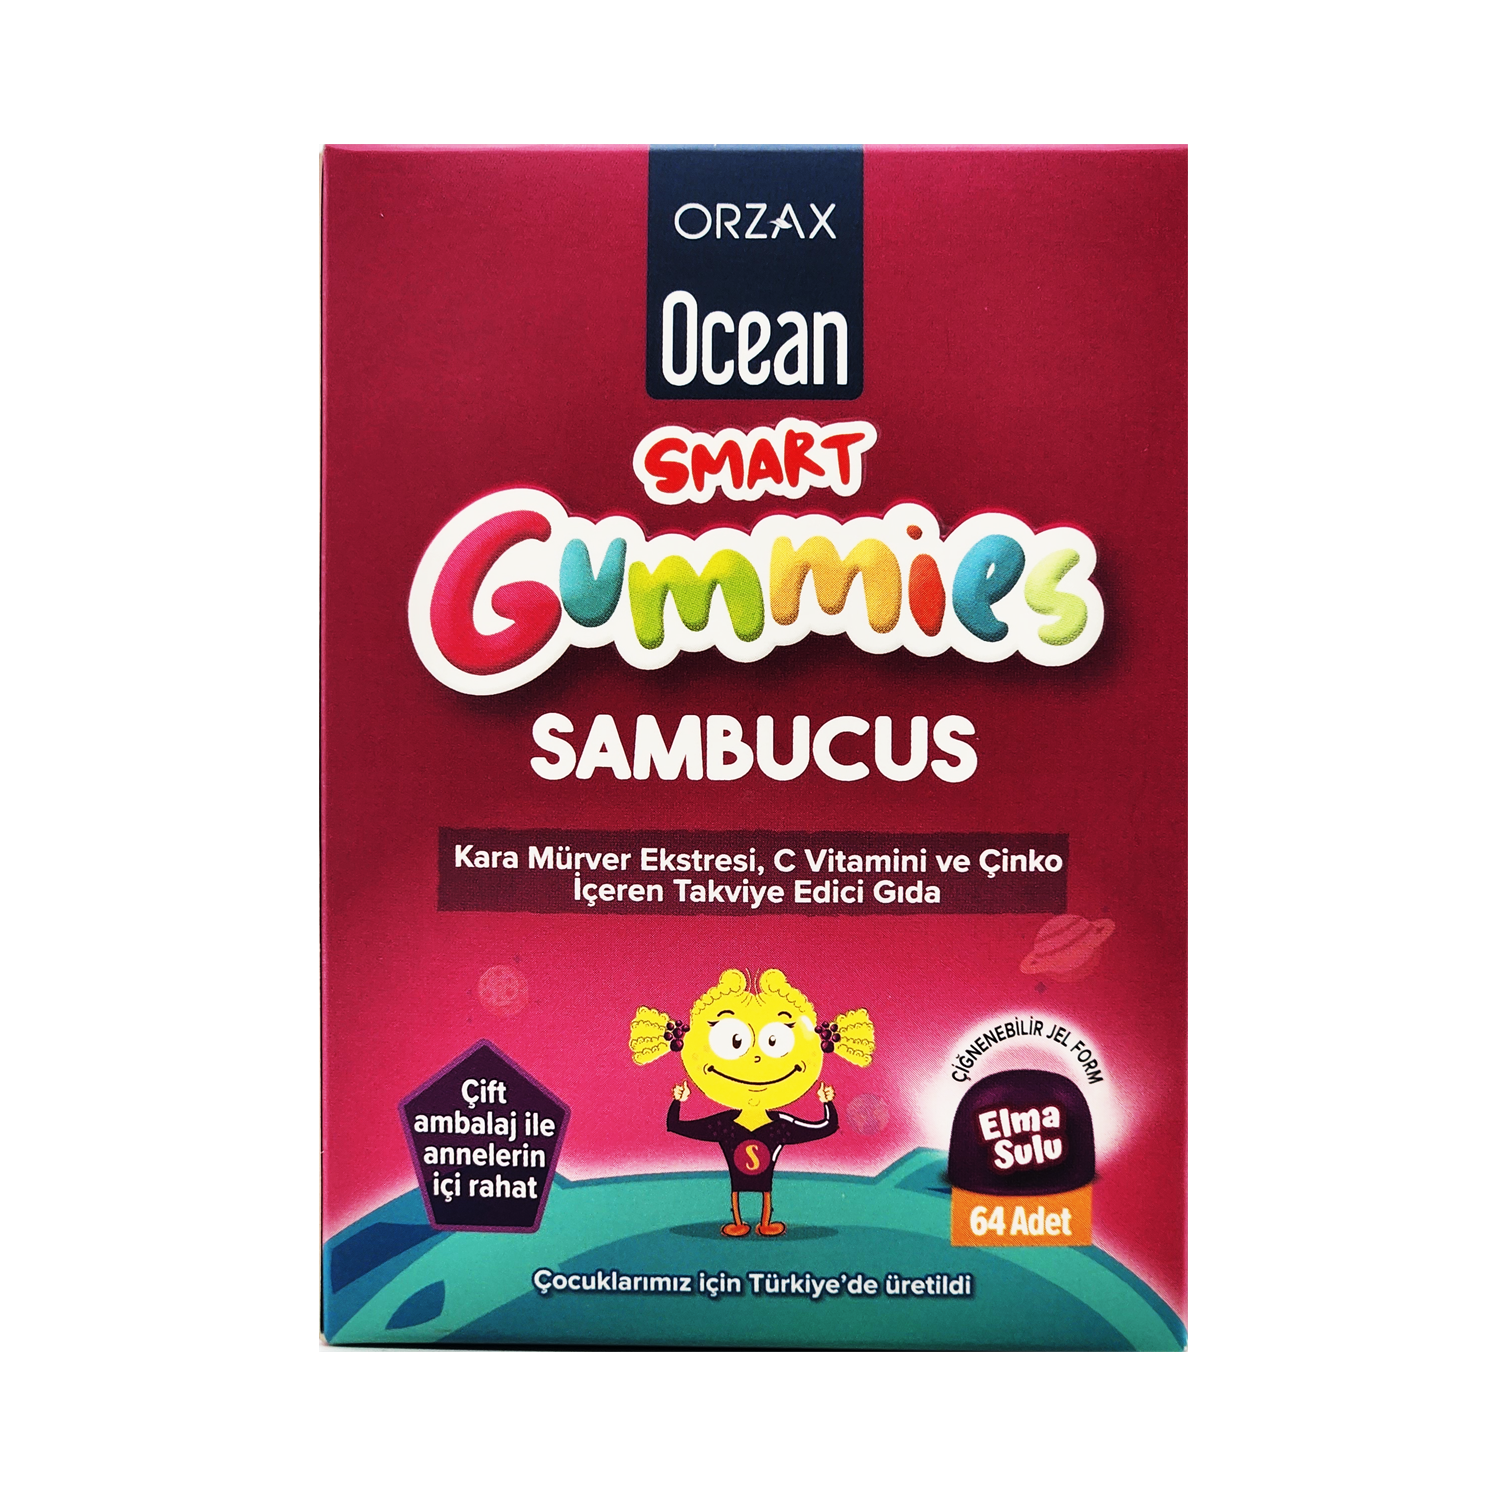 ORZAX
Ocean
SMART
Gummies
SAMBUCUS
Kara Mürver Ekstresi, C Vitamini ve Çinko
İçeren Takviye Edici Gıda
ÇİĞNENEBİLİR JEL FORM
Elma
Sulu
64 Adet
Çift
ambalaj ile
annelerin
içi rahat
S
Çocuklarımız için Türkiye'de üretildi